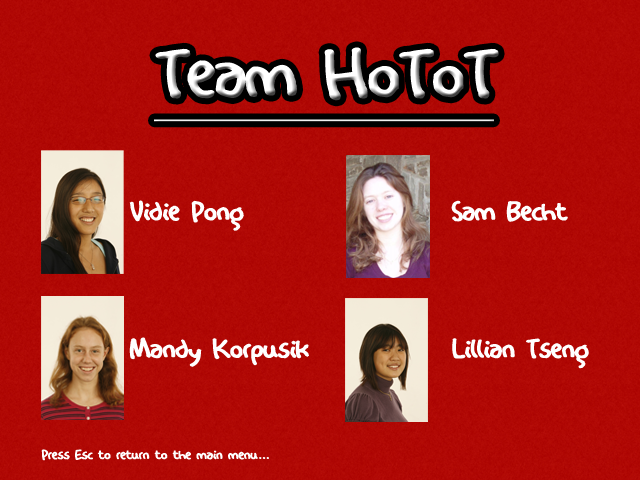 Team HoToT
Vidie Pong
Sam Becht
Mandy Korpusik
Lillian Tseng
Press Esc to return to the main menu...